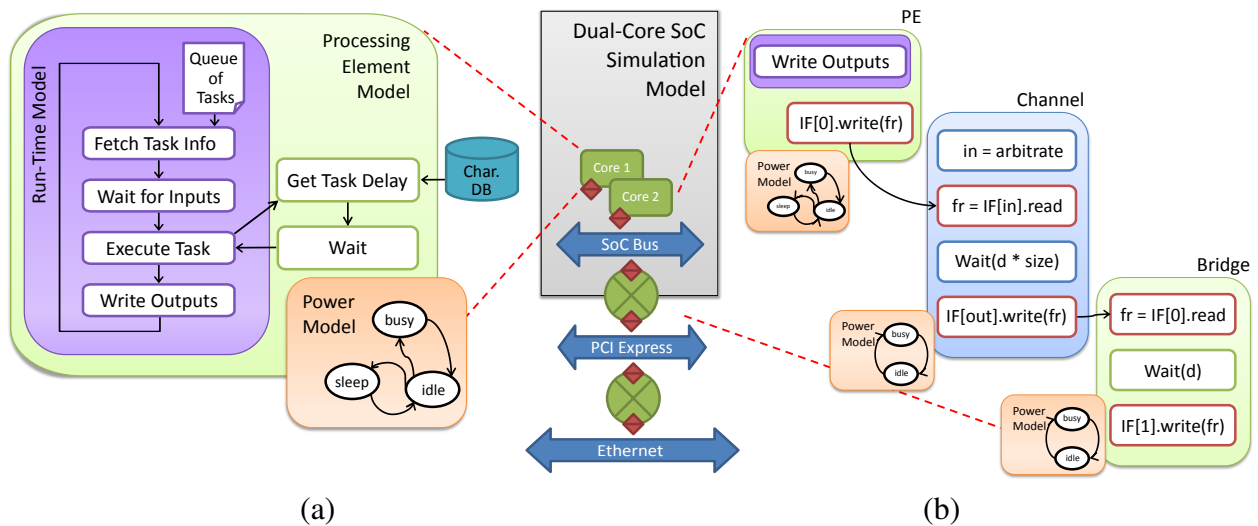 Run-Time Model
Queue
of
Tasks
Fetch Task Info
Wait for Inputs
Execute Task
Write Outputs
Processing
Element
Model
Get Task Delay
Wait
Char.
DB
Power
Model
busy
sleep
idle
Dual-Core SoC
Simulation
Model
Core 1
Core 2
SoC Bus
PCI Express
Ethernet
PE
Write Outputs
IF[0].write(fr)
Power
Model
busy
sleep
idle
Channel
in = arbitrate
fr = IF[in].read
Wait(d * size)
IF[out].write(fr)
Power
Model
busy
idle
Bridge
fr = IF[0].read
Wait(d)
IF[1].write(fr)
Power
Model
busy
idle
(a)
(b)